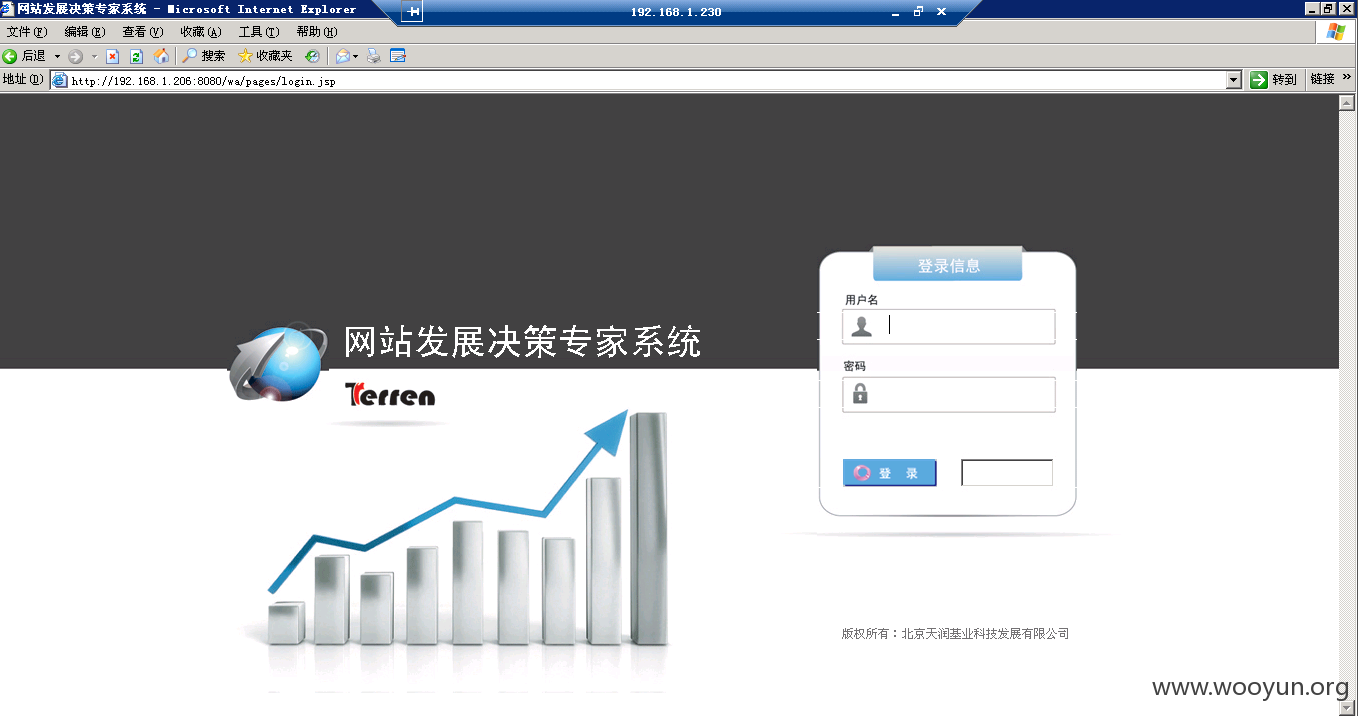 网站发展决策专家系统 - Microsoft Internet Explorer
192.168.1.230
文件(F) 编辑(E) 查看(V) 收藏(A) 工具(T) 帮助(H)
后退 搜索 收藏夹
地址(D) http://192.168.1.206:8080/wa/pages/login.jsp 转到 链接 »
登录信息
用户名
网站发展决策专家系统
密码
Terren
登 录
版权所有：北京天润基业科技发展有限公司
www.wooyun.org